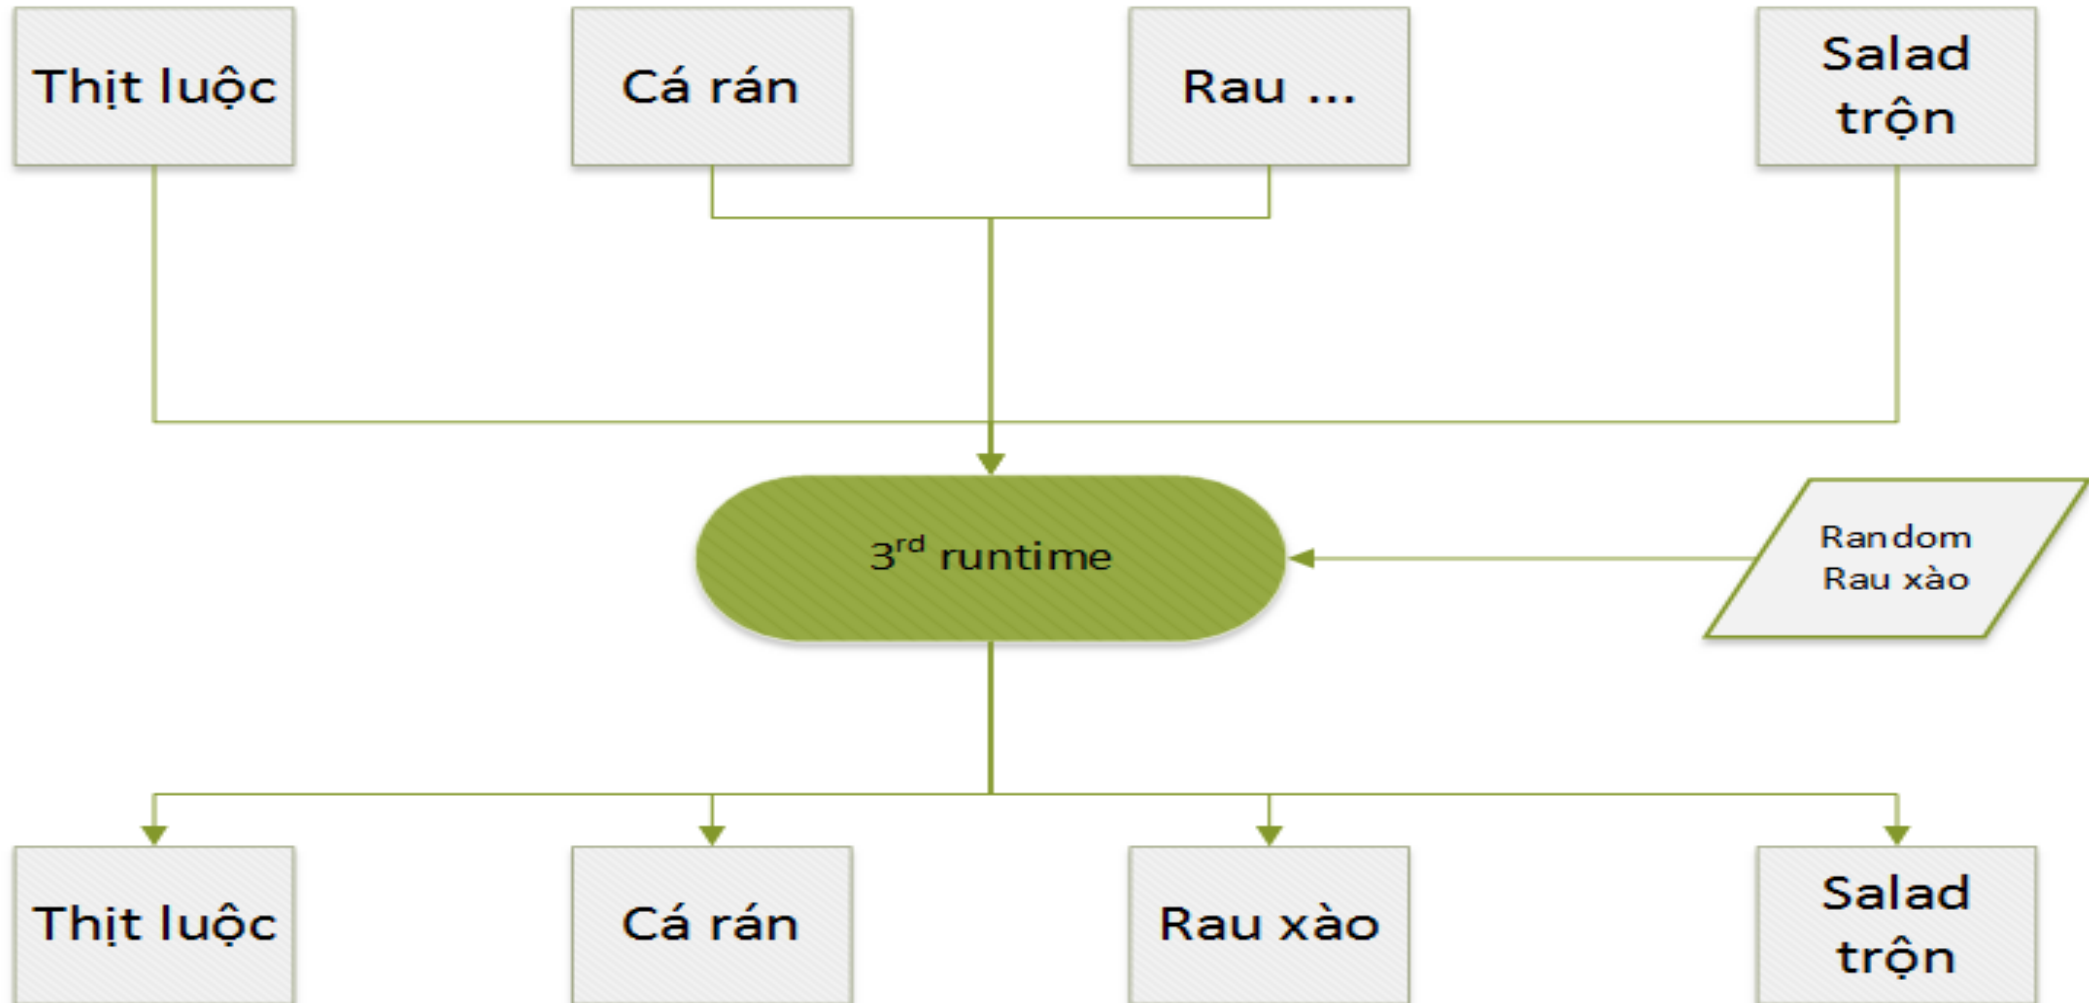 Thịt luộc
Cá rán
Rau ...
Salad
trộn
3rd runtime
Random
Rau xào
Thịt luộc
Cá rán
Rau xào
Salad
trộn